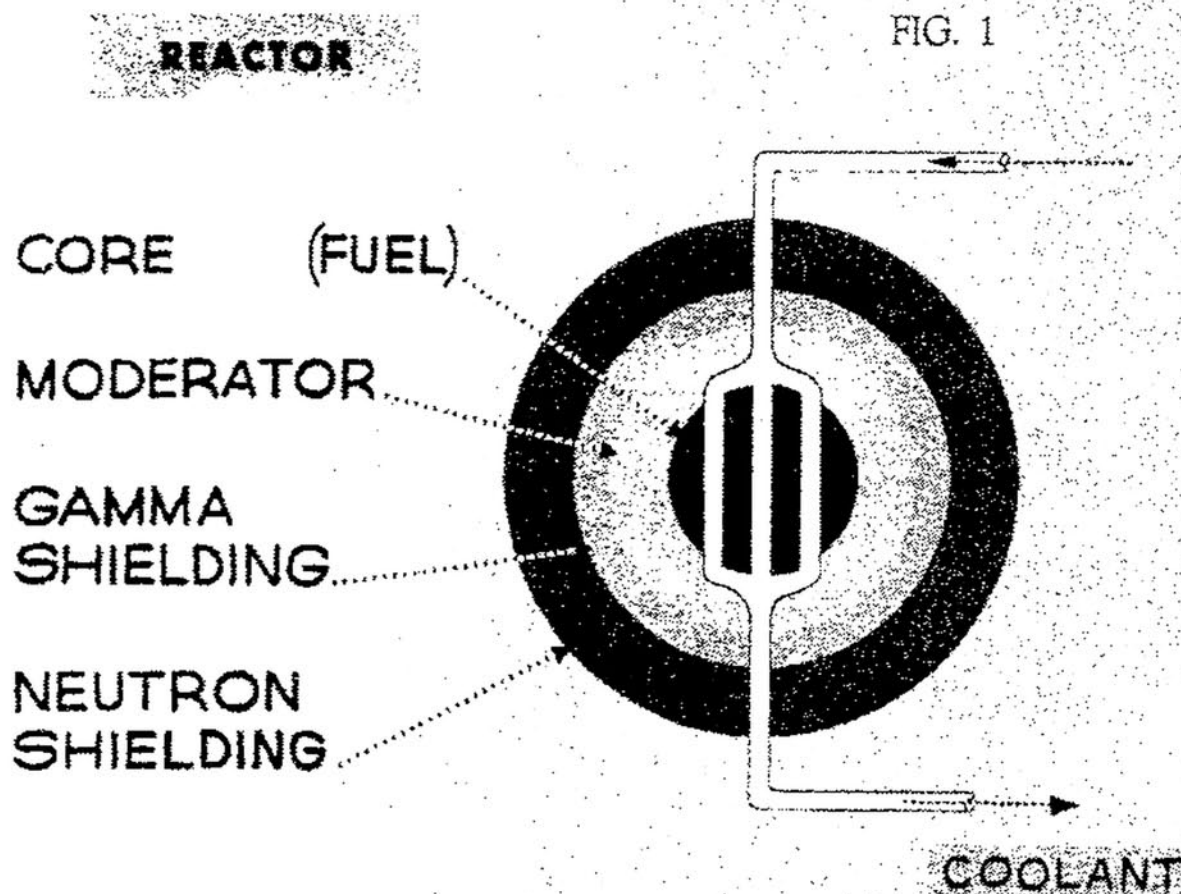 FIG. 1
REACTOR
CORE (FUEL)
MODERATOR
GAMMA
SHIELDING
NEUTRON
SHIELDING
COOLANT